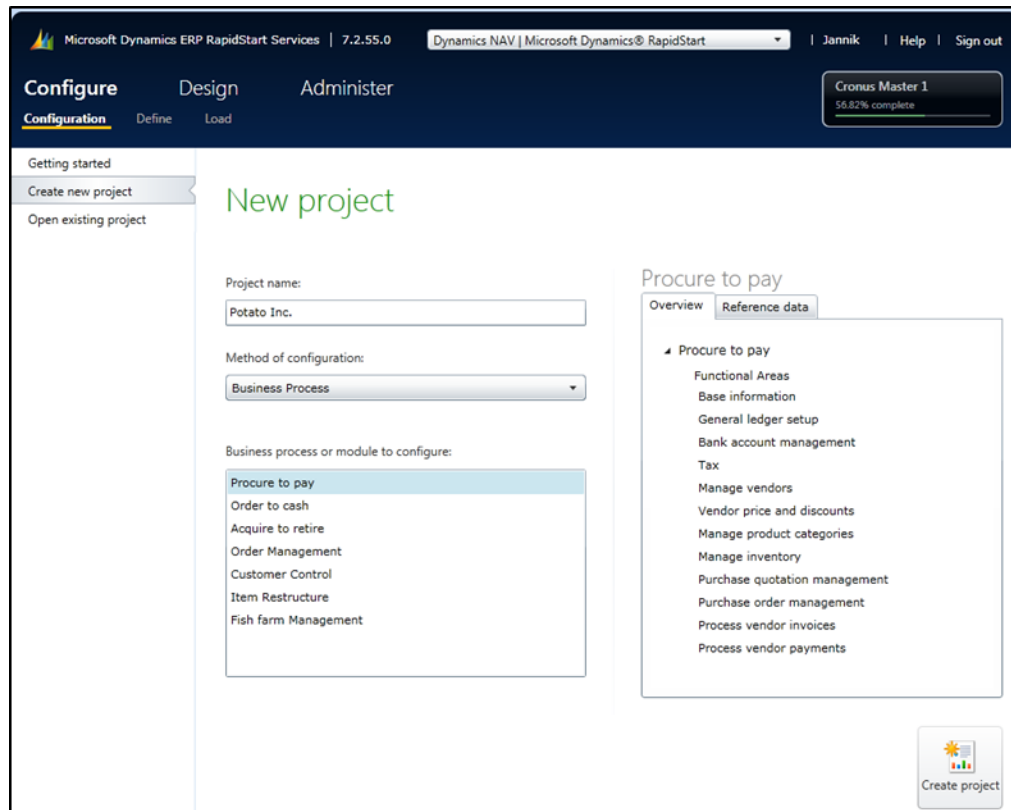 Microsoft Dynamics ERP RapidStart Services | 7.2.55.0
Dynamics NAV | Microsoft Dynamics® RapidStart
| Jannik | Help | Sign out
Configure Design Administer
Configuration Define Load
Cronus Master 1
56.82% complete
Getting started
Create new project
Open existing project
New project
Project name:
Potato Inc.
Method of configuration:
Business Process
Business process or module to configure:
Procure to pay
Order to cash
Acquire to retire
Order Management
Customer Control
Item Restructure
Fish farm Management
Procure to pay
Overview Reference data
Procure to pay
Functional Areas
Base information
General ledger setup
Bank account management
Tax
Manage vendors
Vendor price and discounts
Manage product categories
Manage inventory
Purchase quotation management
Purchase order management
Process vendor invoices
Process vendor payments
Create project